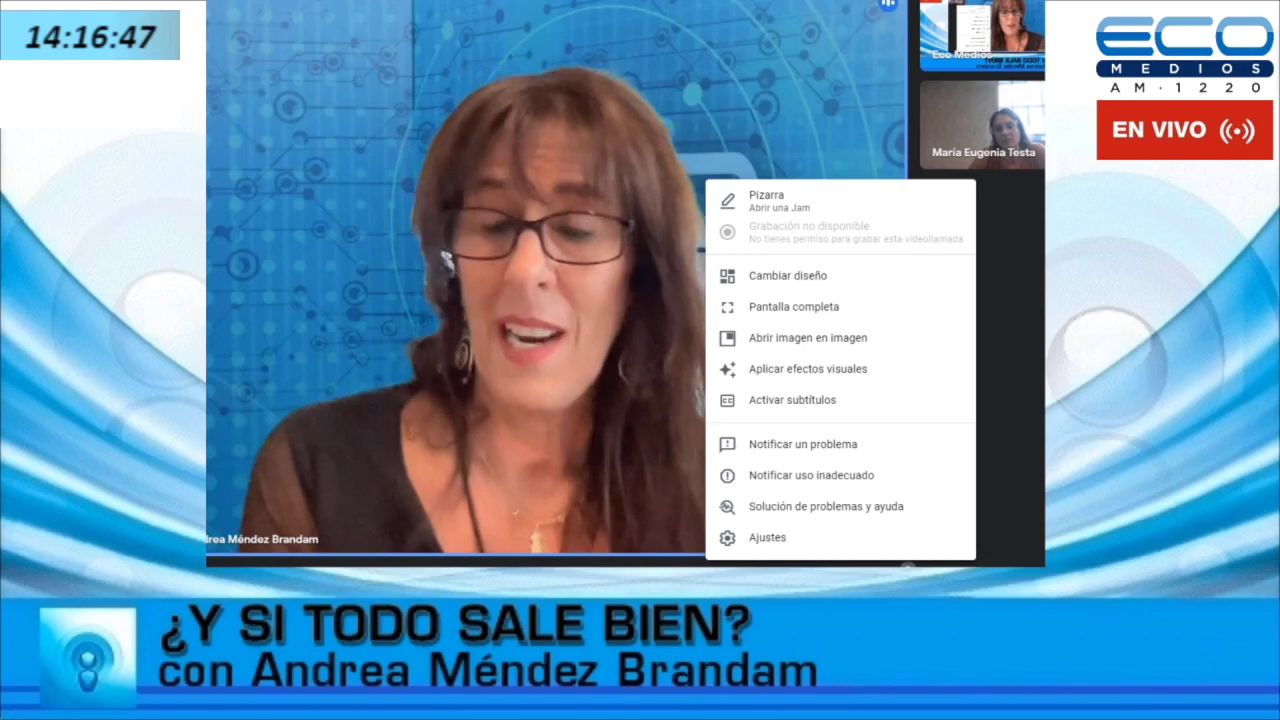 14:16:47
Eco Medios
María Eugenia Testa
ECO
MEDIOS
AM·1220
EN VIVO
Pizarra
Abrir una Jam
Grabación no disponible
No tienes permiso para grabar esta videollamada
Cambiar diseño
Pantalla completa
Abrir imagen en imagen
Aplicar efectos visuales
Activar subtítulos
Notificar un problema
Notificar uso inadecuado
Solución de problemas y ayuda
Ajustes
rea Méndez Brandam
¿Y SI TODO SALE BIEN?
con Andrea Méndez Brandam